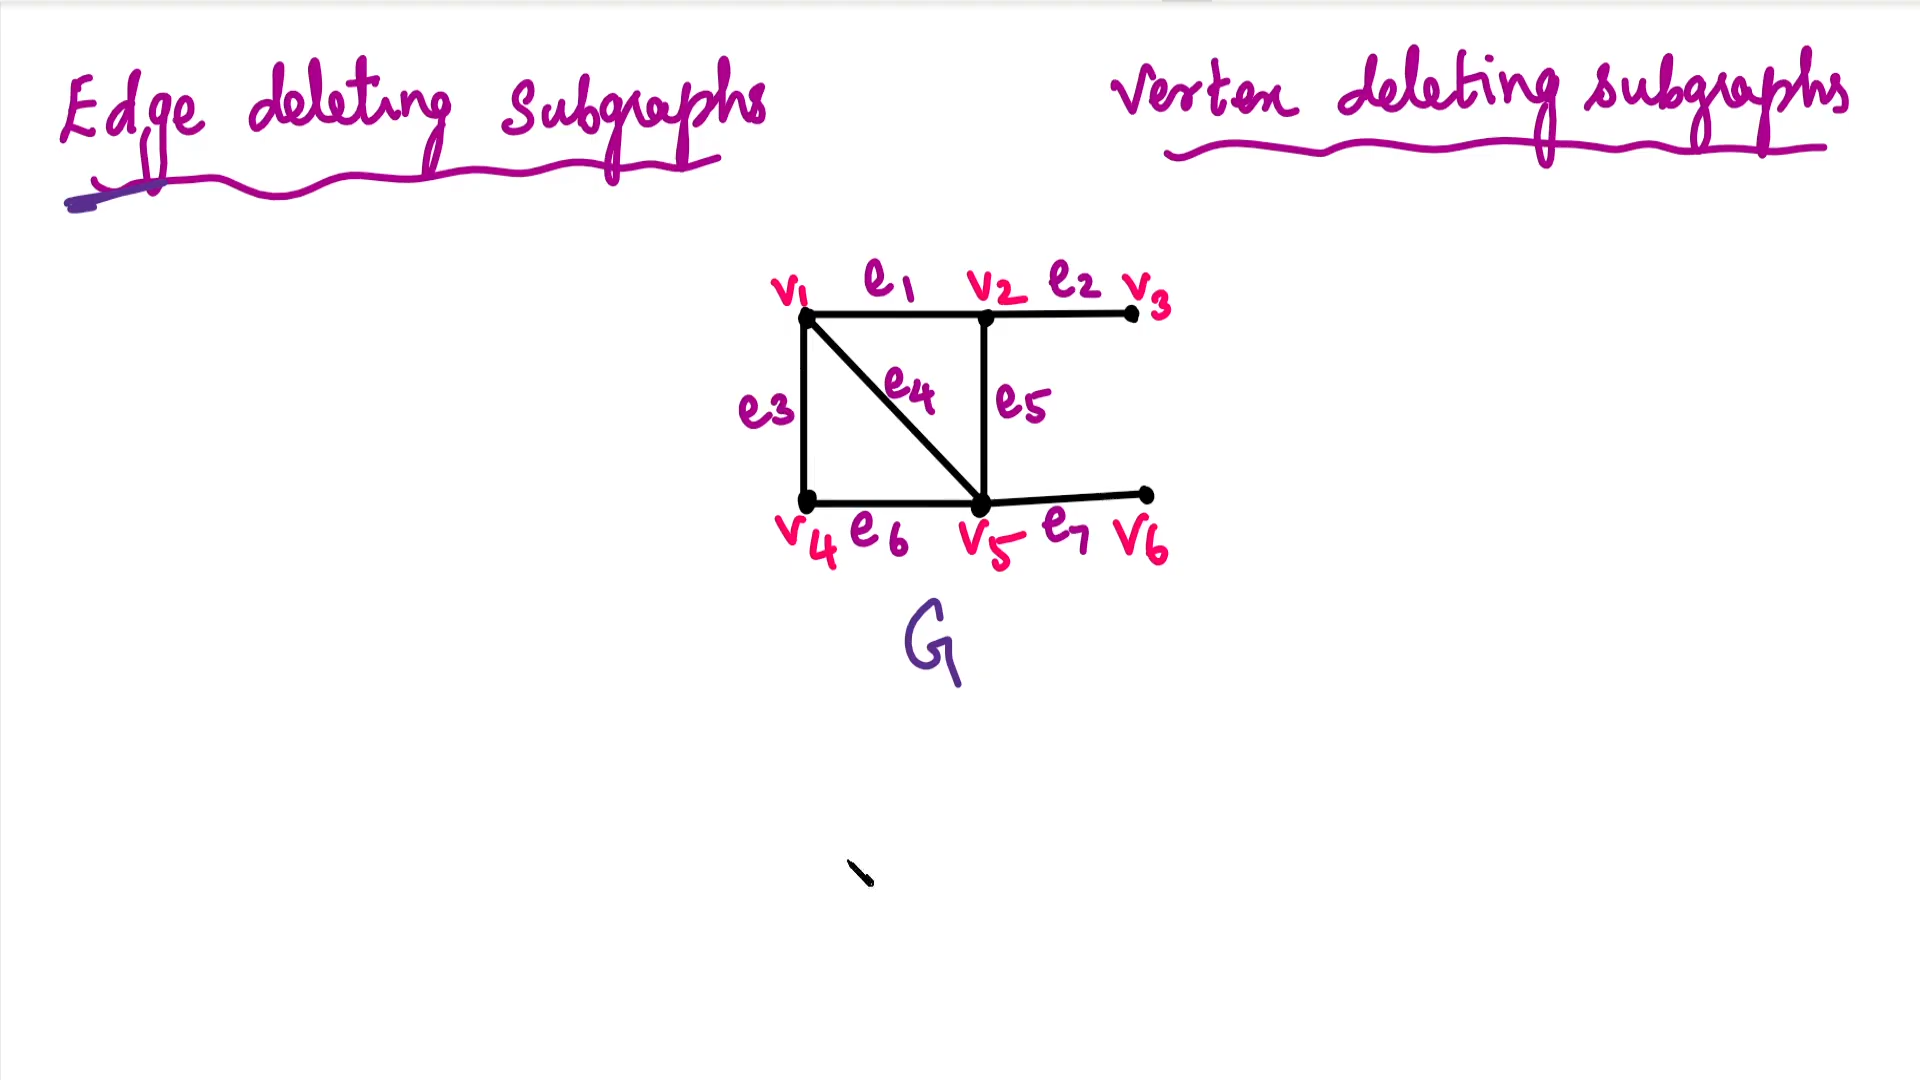 Edge deleting subgraphs
Vertex deleting subgraphs
v1 e1 v2 e2 v3
e3 e4 e5
v4 e6 v5 e7 v6
G